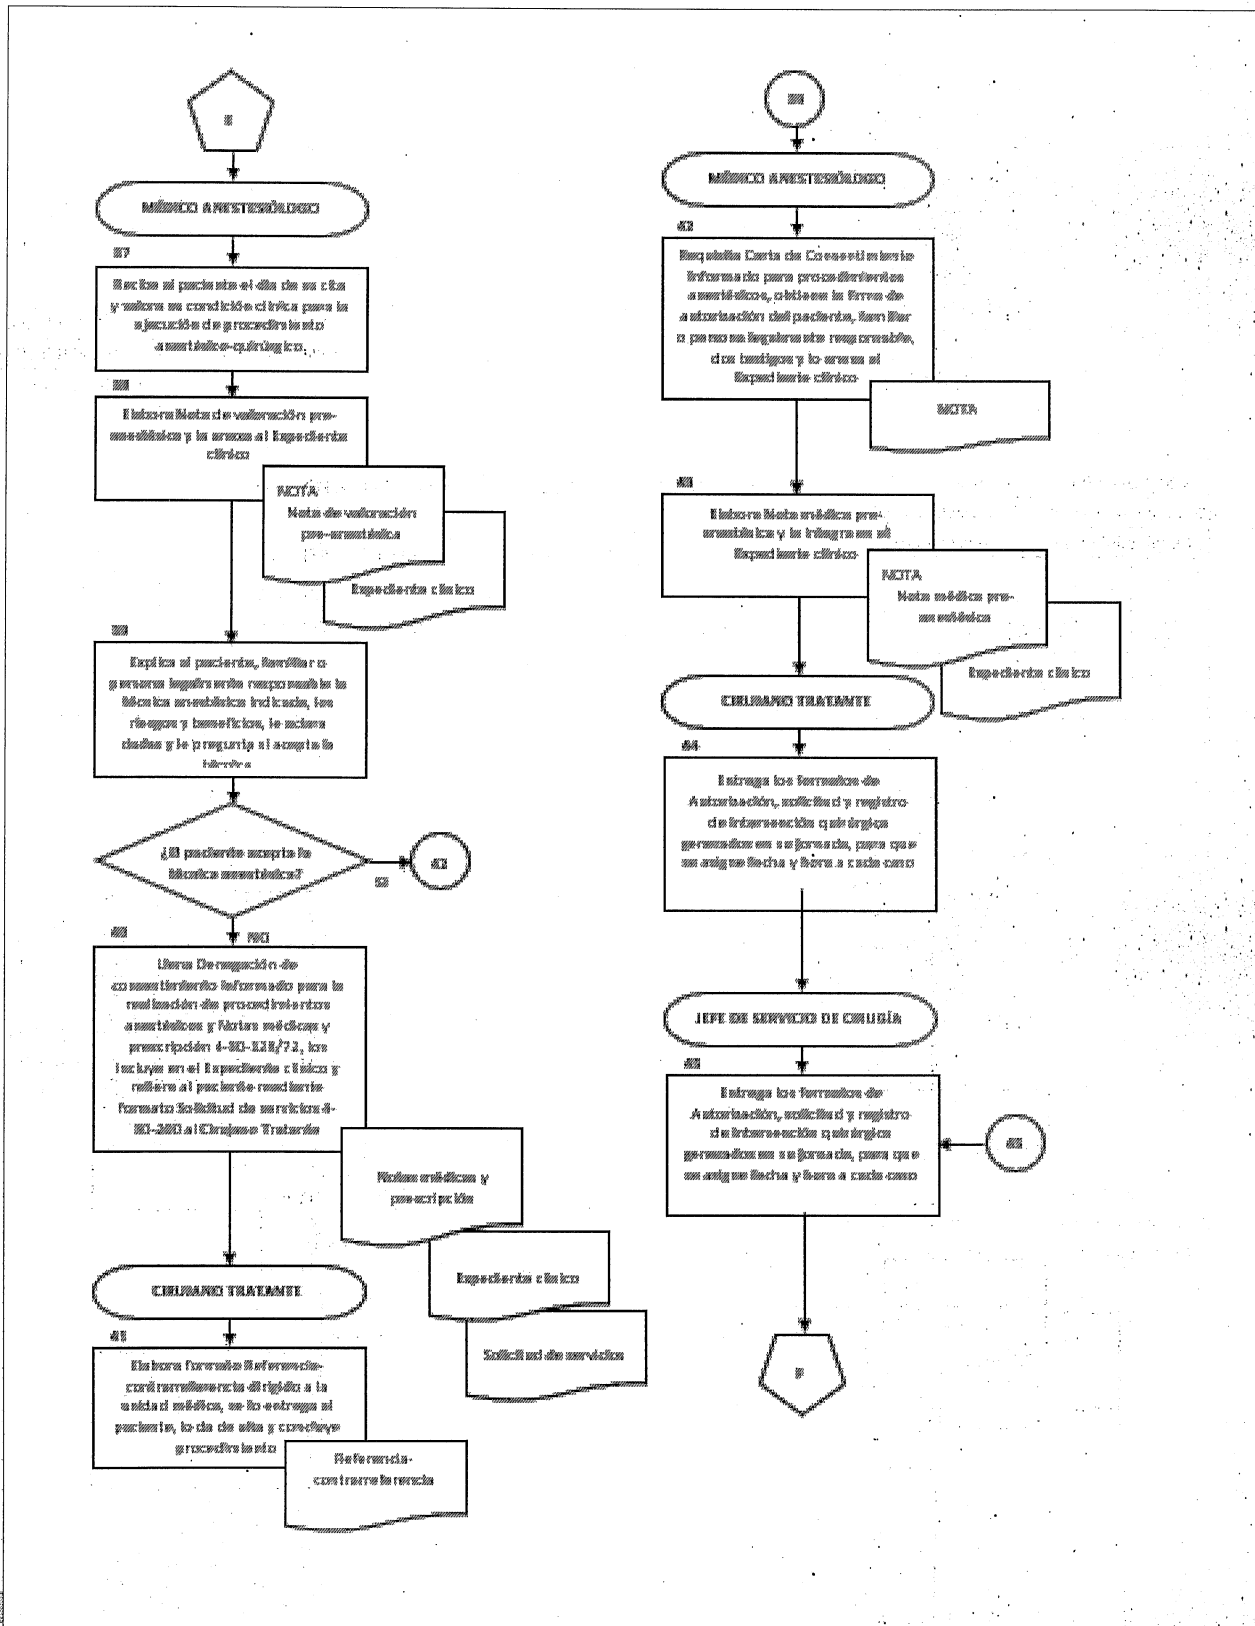 E
MÉDICO ANESTESIÓLOGO
37
Recibe al paciente el día de su cita
y valora su condición clínica para la
ejecución de procedimiento
anestésico-quirúrgico.
38
Elabora Nota de valoración pre-
anestésica y la anexa al Expediente
clínico
NOTA
Nota de valoración
pre-anestésica
Expediente clínico
39
Explica al paciente, familiar o
persona legalmente responsable la
técnica anestésica indicada, los
riesgos y beneficios, le aclara
dudas y le pregunta si acepta la
técnica
¿El paciente acepta la
técnica anestésica?
SI
42
40
NO
Llena Denegación de
consentimiento informado para la
realización de procedimientos
anestésicos y Notas médicas y
prescripción 4-30-128/72, los
incluye en el Expediente clínico y
refiere al paciente mediante
formato Solicitud de servicios 4-
30-200 al Cirujano Tratante
Notas médicas y
prescripción
Expediente clínico
Solicitud de servicios
CIRUJANO TRATANTE
41
Elabora formato Referencia-
contrarreferencia dirigido a la
unidad médica, se lo entrega al
paciente, lo da de alta y concluye
procedimiento
Referencia-
contrarreferencia
39
MÉDICO ANESTESIÓLOGO
42
Requisita Carta de Consentimiento
Informado para procedimientos
anestésicos, obtiene la firma de
autorización del paciente, familiar
o persona legalmente responsable,
dos testigos y lo anexa al
Expediente clínico
NOTA
43
Elabora Nota médica pre-
anestésica y la integra en el
Expediente clínico
NOTA
Nota médica pre-
anestésica
Expediente clínico
CIRUJANO TRATANTE
44
Entrega los formatos de
Autorización, solicitud y registro
de intervención quirúrgica
generados en su jornada, para que
se asigne fecha y hora a cada caso
JEFE DE SERVICIO DE CIRUGÍA
45
Entrega los formatos de
Autorización, solicitud y registro
de intervención quirúrgica
generados en su jornada, para que
se asigne fecha y hora a cada caso
F